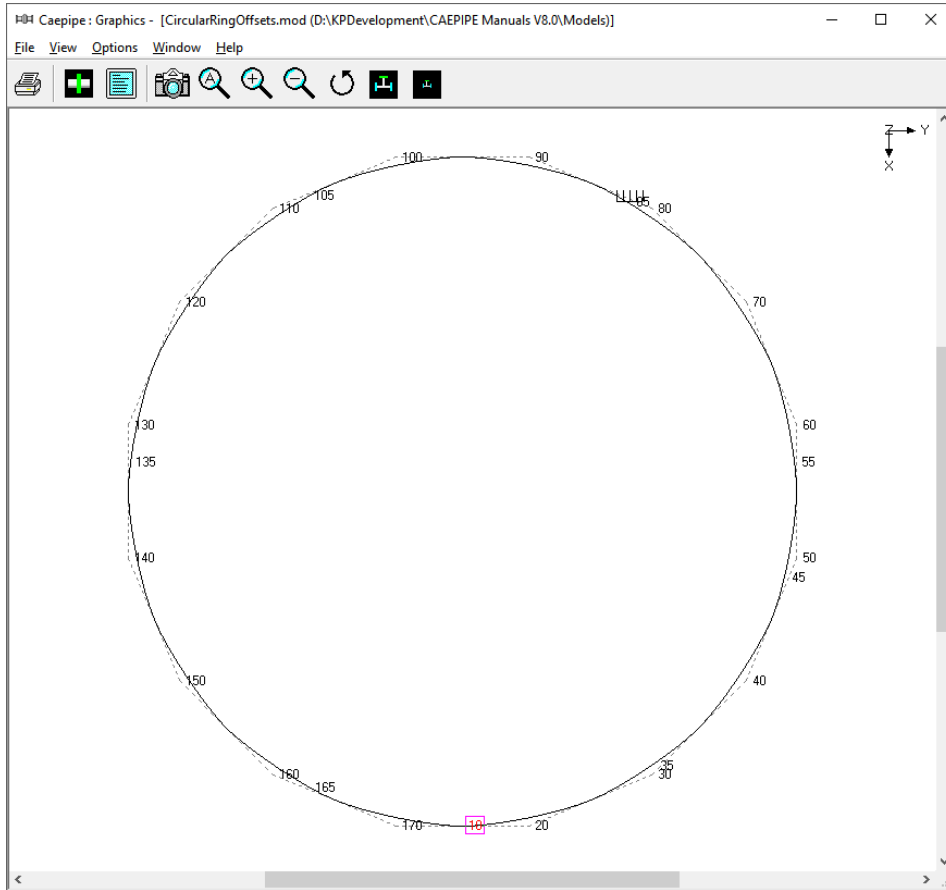 Caepipe : Graphics - [CircularRingOffsets.mod (D:\KPDevelopment\CAEPIPE Manuals V8.0\Models)]
File View Options Window Help
A
Z Y
X
100 90
105 85
110 80
120 70
130 60
135 55
140 50
45
150 40
35
160 30
165
170 10 20